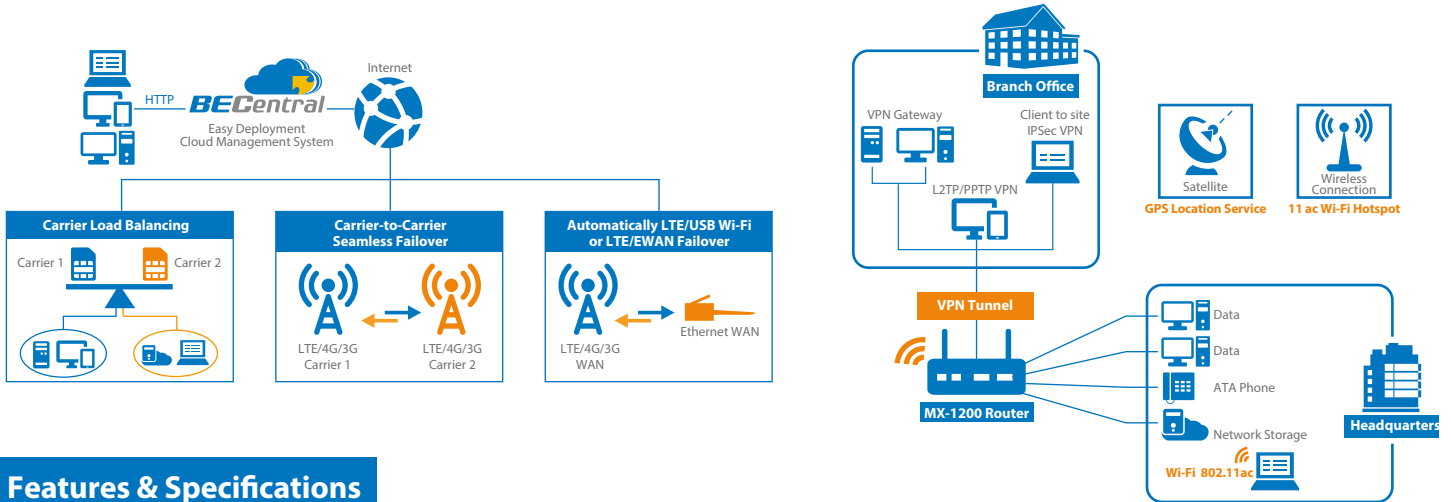 HTTP
BECentral
Easy Deployment
Cloud Management System
Internet
Carrier Load Balancing
Carrier 1
Carrier 2
Carrier-to-Carrier
Seamless Failover
LTE/4G/3G
Carrier 1
LTE/4G/3G
Carrier 2
Automatically LTE/USB Wi-Fi
or LTE/EWAN Failover
LTE/4G/3G
WAN
Ethernet WAN
Branch Office
VPN Gateway
Client to site
IPSec VPN
L2TP/PPTP VPN
Satellite
GPS Location Service
Wireless
Connection
11 ac Wi-Fi Hotspot
VPN Tunnel
MX-1200 Router
Data
Data
ATA Phone
Network Storage
Wi-Fi 802.11ac
Headquarters
Features & Specifications